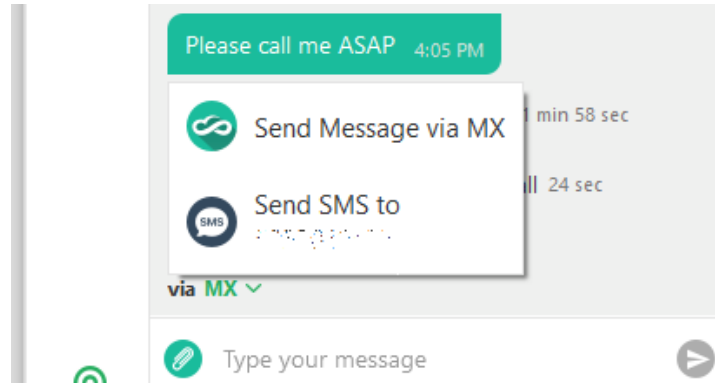 Please call me ASAP 4:05 PM
Send Message via MX
1 min 58 sec
Send SMS to
SMS
all 24 sec
via MX
Type your message